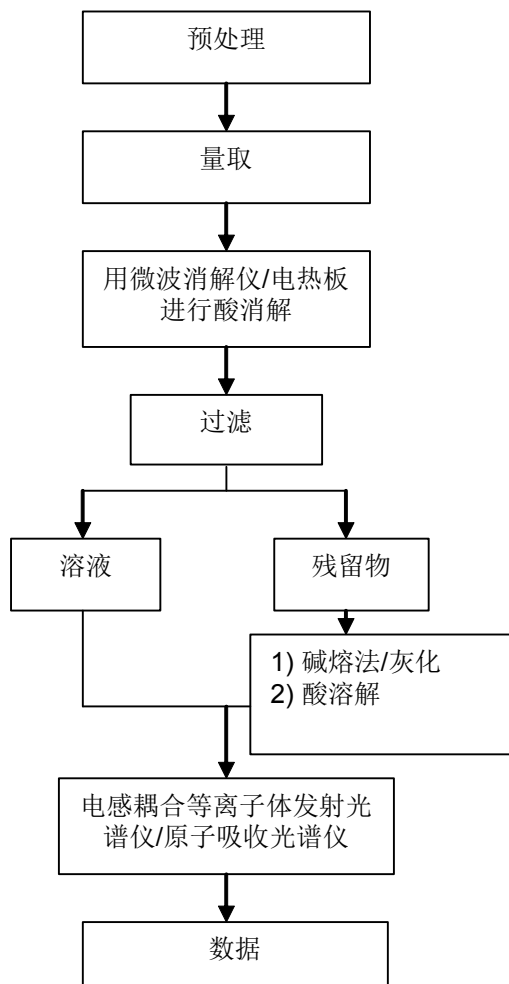 预处理
量取
用微波消解仪/电热板
进行酸消解
过滤
溶液
残留物
1) 碱熔法/灰化
2) 酸溶解
电感耦合等离子体发射光
谱仪/原子吸收光谱仪
数据